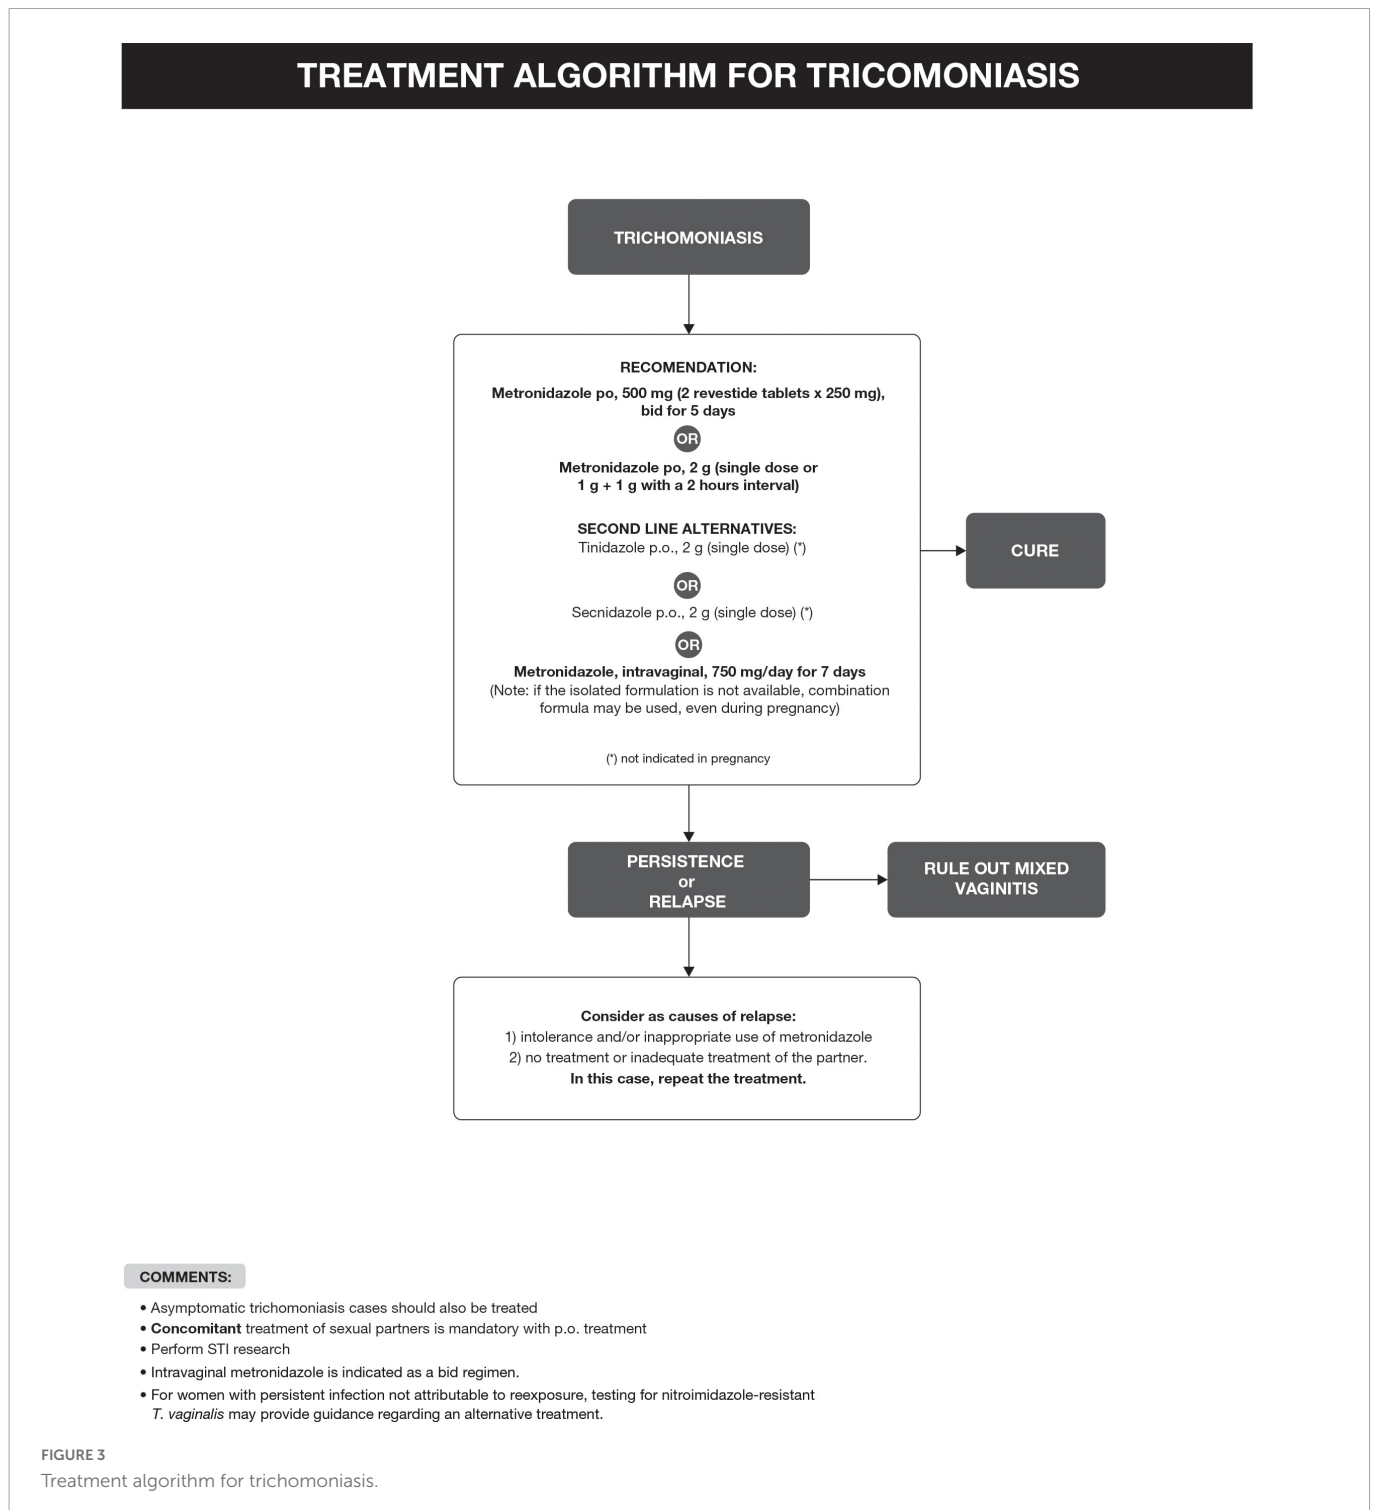 TREATMENT ALGORITHM FOR TRICOMONIASIS
TRICHOMONIASIS
RECOMENDATION:
Metronidazole po, 500 mg (2 revestide tablets x 250 mg),
bid for 5 days
OR
Metronidazole po, 2 g (single dose or
1 g + 1 g with a 2 hours interval)
SECOND LINE ALTERNATIVES:
Tinidazole p.o., 2 g (single dose) (*)
OR
Secnidazole p.o., 2 g (single dose) (*)
OR
Metronidazole, intravaginal, 750 mg/day for 7 days
(Note: if the isolated formulation is not available, combination
formula may be used, even during pregnancy)
(*) not indicated in pregnancy
CURE
PERSISTENCE
or
RELAPSE
RULE OUT MIXED
VAGINITIS
Consider as causes of relapse:
1) intolerance and/or inappropriate use of metronidazole
2) no treatment or inadequate treatment of the partner.
In this case, repeat the treatment.
COMMENTS:
• Asymptomatic trichomoniasis cases should also be treated
• Concomitant treatment of sexual partners is mandatory with p.o. treatment
• Perform STI research
• Intravaginal metronidazole is indicated as a bid regimen.
• For women with persistent infection not attributable to reexposure, testing for nitroimidazole-resistant
T. vaginalis may provide guidance regarding an alternative treatment.
FIGURE 3
Treatment algorithm for trichomoniasis.